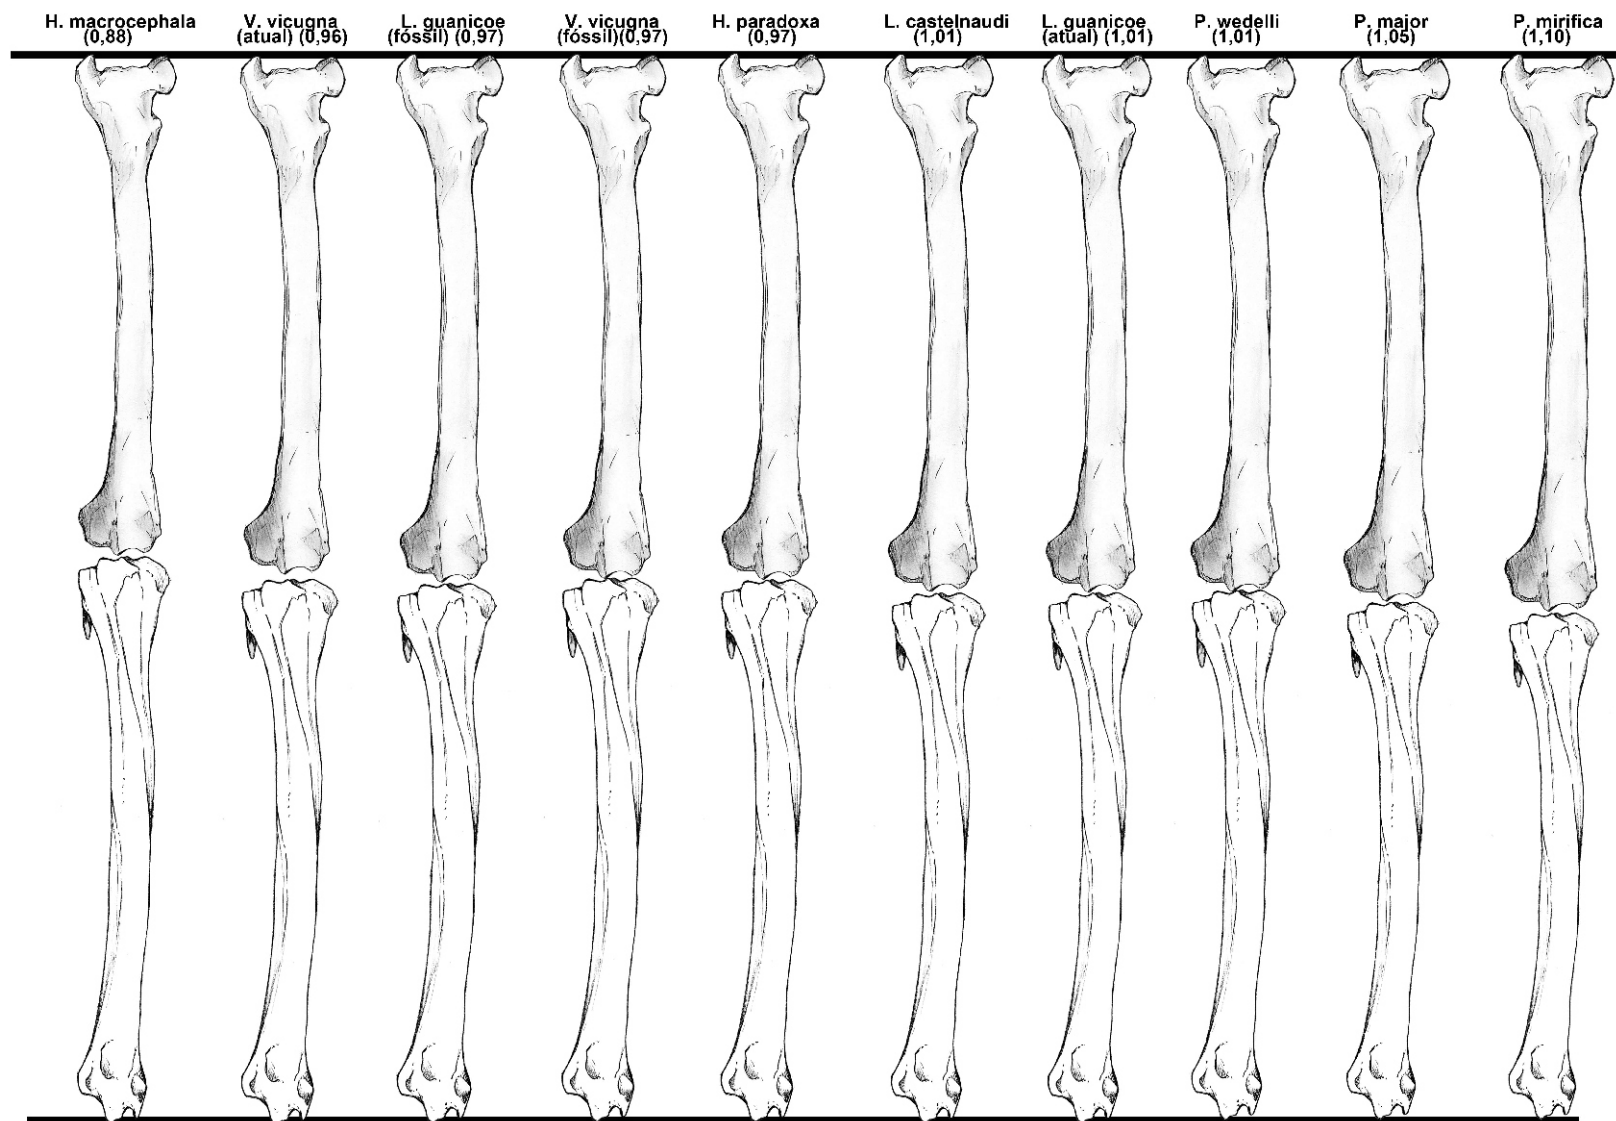 H. macrocephala
(0,88)
V. vicugna
(atual) (0,96)
L. guanicoe
(fóssil) (0,97)
V. vicugna
(fóssil)(0,97)
H. paradoxa
(0,97)
L. castelnaudi
(1,01)
L. guanicoe
(atual) (1,01)
P. wedelli
(1,01)
P. major
(1,05)
P. mirifica
(1,10)